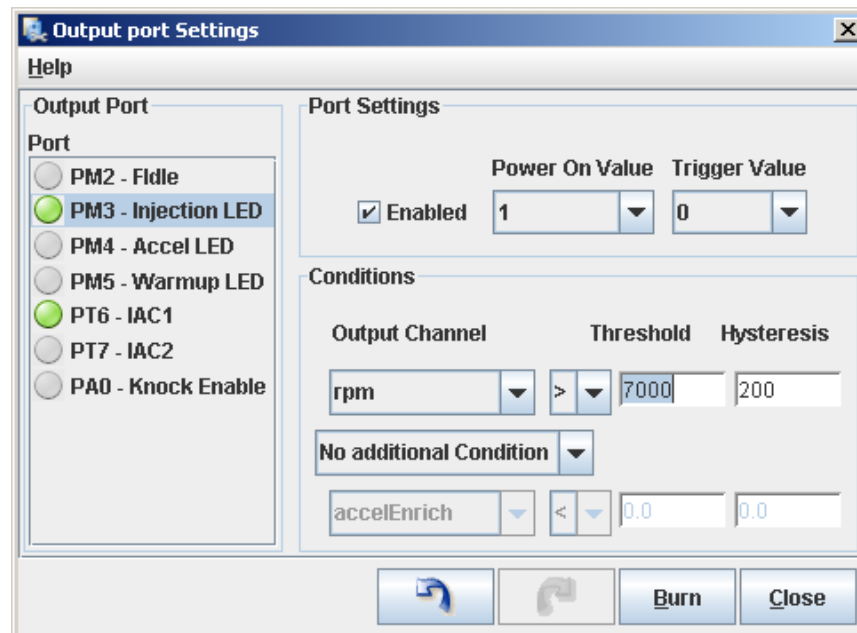 Output port Settings
Help
Output Port
Port
PM2 - FIdle
PM3 - Injection LED
PM4 - Accel LED
PM5 - Warmup LED
PT6 - IAC1
PT7 - IAC2
PA0 - Knock Enable
Port Settings
Power On Value Trigger Value
Enabled 1 0
Conditions
Output Channel Threshold Hysteresis
rpm > 7000 200
No additional Condition
accelEnrich < 0.0 0.0
Burn Close